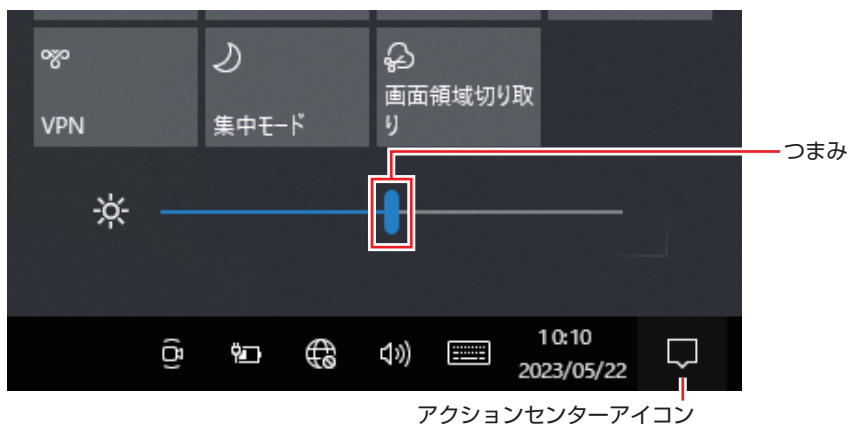 VPN
集中モード
画面領域切り取
り
つまみ
10:10
2023/05/22
アクションセンターアイコン